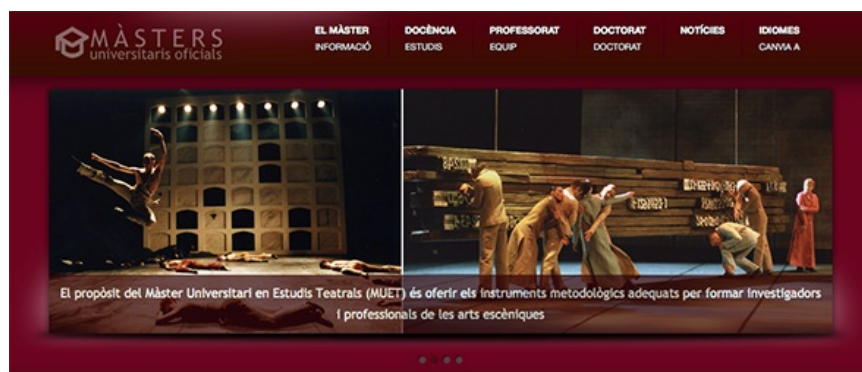 MÀSTERS
universitaris oficials
EL MÀSTER
INFORMACIÓ
DOCÈNCIA
ESTUDIS
PROFESSORAT
EQUIP
DOCTORAT
DOCTORAT
NOTÍCIES
IDIOMES
CANVIA A
El propòsit del Màster Universitari en Estudis Teatrals (MUET) és oferir els instruments metodològics adequats per formar investigadors
i professionals de les arts escèniques